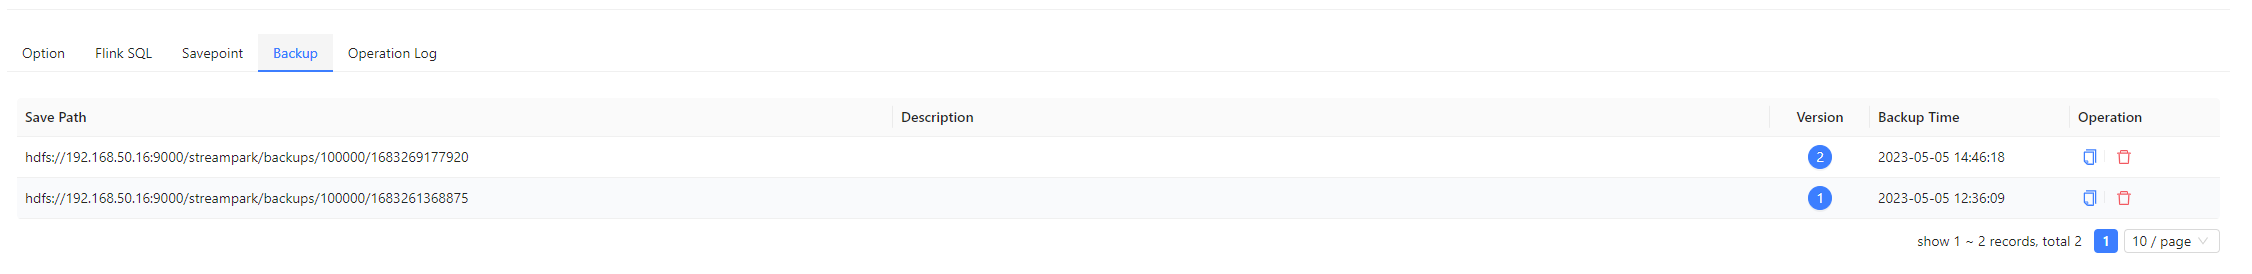 Option Flink SQL Savepoint Backup Operation Log
Save Path Description Version Backup Time Operation
hdfs://192.168.50.16:9000/streampark/backups/100000/1683269177920 2 2023-05-05 14:46:18
hdfs://192.168.50.16:9000/streampark/backups/100000/1683261368875 1 2023-05-05 12:36:09
show 1 ~ 2 records, total 2 1 10 / page